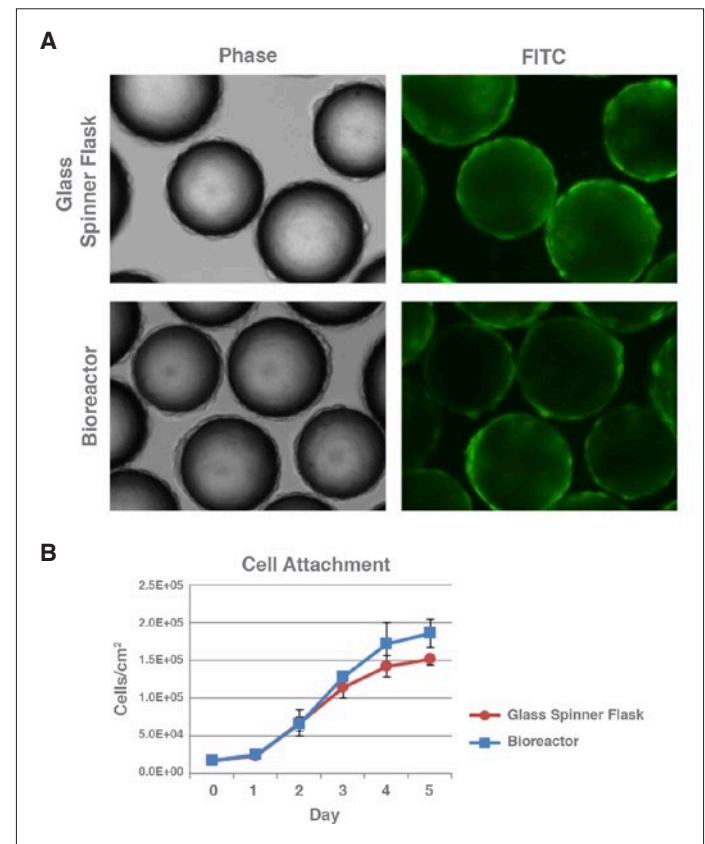 A
Phase
FITC
Glass
Spinner Flask
Bioreactor
B
Cell Attachment
2.5E+05
2.0E+05
1.5E+05
1.0E+05
5.0E+04
0.0E+00
Cells/cm²
0 1 2 3 4 5
Day
Glass Spinner Flask
Bioreactor